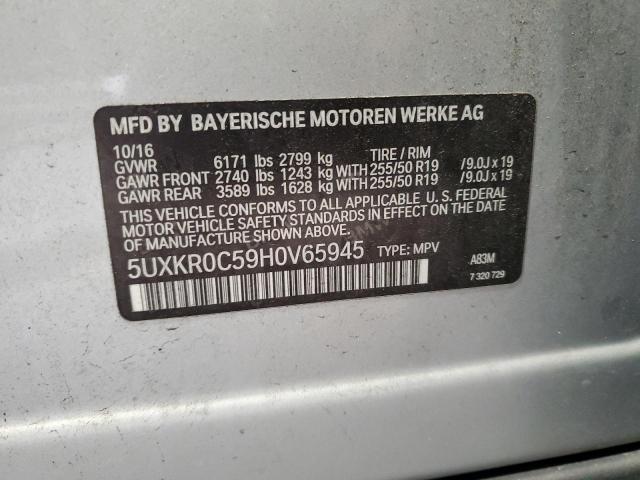 MFD BY BAYERISCHE MOTOREN WERKE AG
10/16
GVWR 6171 lbs 2799 kg TIRE / RIM
GAWR FRONT 2740 lbs 1243 kg WITH 255/50 R19 /9.0J x 19
GAWR REAR 3589 lbs 1628 kg WITH 255/50 R19 /9.0J x 19
THIS VEHICLE CONFORMS TO ALL APPLICABLE U. S. FEDERAL
MOTOR VEHICLE SAFETY STANDARDS IN EFFECT ON THE DATE OF
MANUFACTURE SHOWN ABOVE.
5UXKR0C59H0V65945 TYPE: MPV A83M
7 320 729